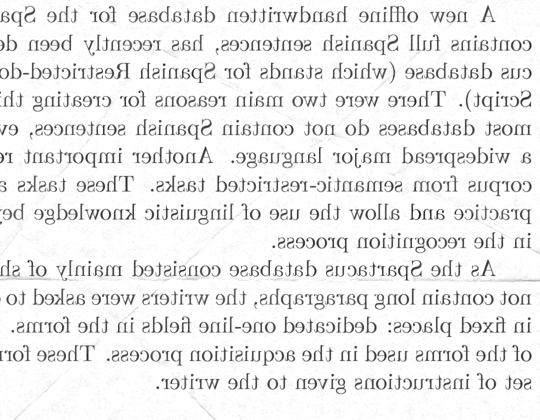 A new offline handwritten database for the Spa
contains full Spanish sentences, has recently been de
cus database (which stands for Spanish Restricted-do
Script). There were two main reasons for creating thi
most databases do not contain Spanish sentences, ev
a widespread major language. Another important re
corpus from semantic-restricted tasks. These tasks a
practice and allow the use of linguistic knowledge bey
in the recognition process.
As the Spartacus database consisted mainly of sh
not contain long paragraphs, the writers were asked to
in fixed places: dedicated one-line fields in the forms.
of the forms used in the acquisition process. These for
set of instructions given to the writer.